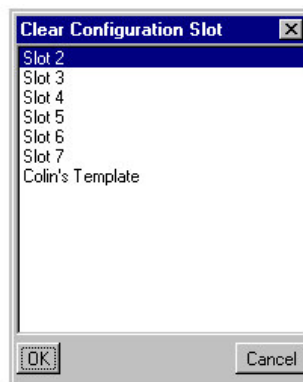 Clear Configuration Slot
Slot 2
Slot 3
Slot 4
Slot 5
Slot 6
Slot 7
Colin's Template
OK
Cancel